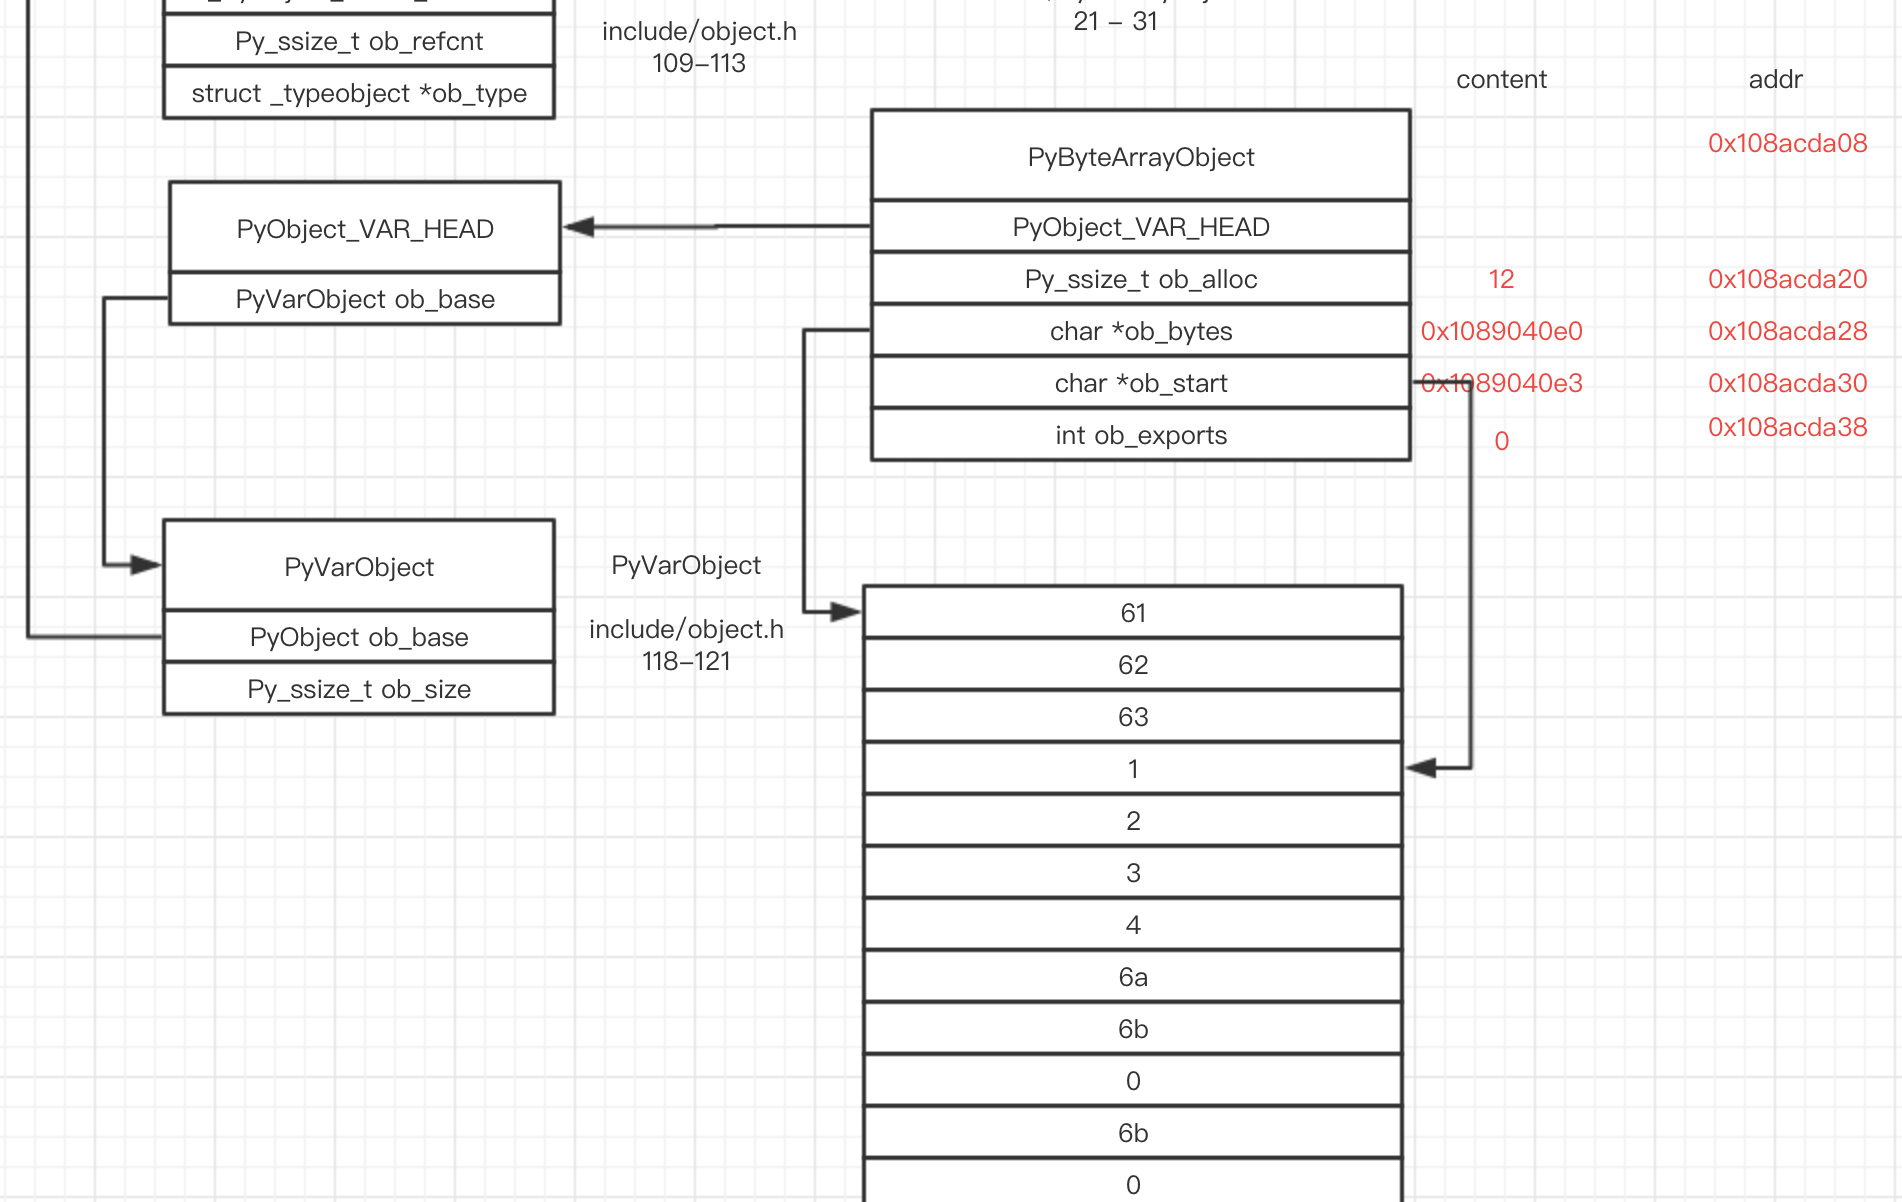 Py_ssize_t ob_refcnt
struct _typeobject *ob_type
include/object.h
109–113
21 – 31
content
addr
PyByteArrayObject
0x108acda08
PyObject_VAR_HEAD
PyVarObject ob_base
PyObject_VAR_HEAD
Py_ssize_t ob_alloc
12
0x108acda20
char *ob_bytes
0x1089040e0
0x108acda28
char *ob_start
0x1089040e3
0x108acda30
int ob_exports
0
0x108acda38
PyVarObject
PyObject ob_base
Py_ssize_t ob_size
PyVarObject
include/object.h
118–121
61
62
63
1
2
3
4
6a
6b
0
6b
0